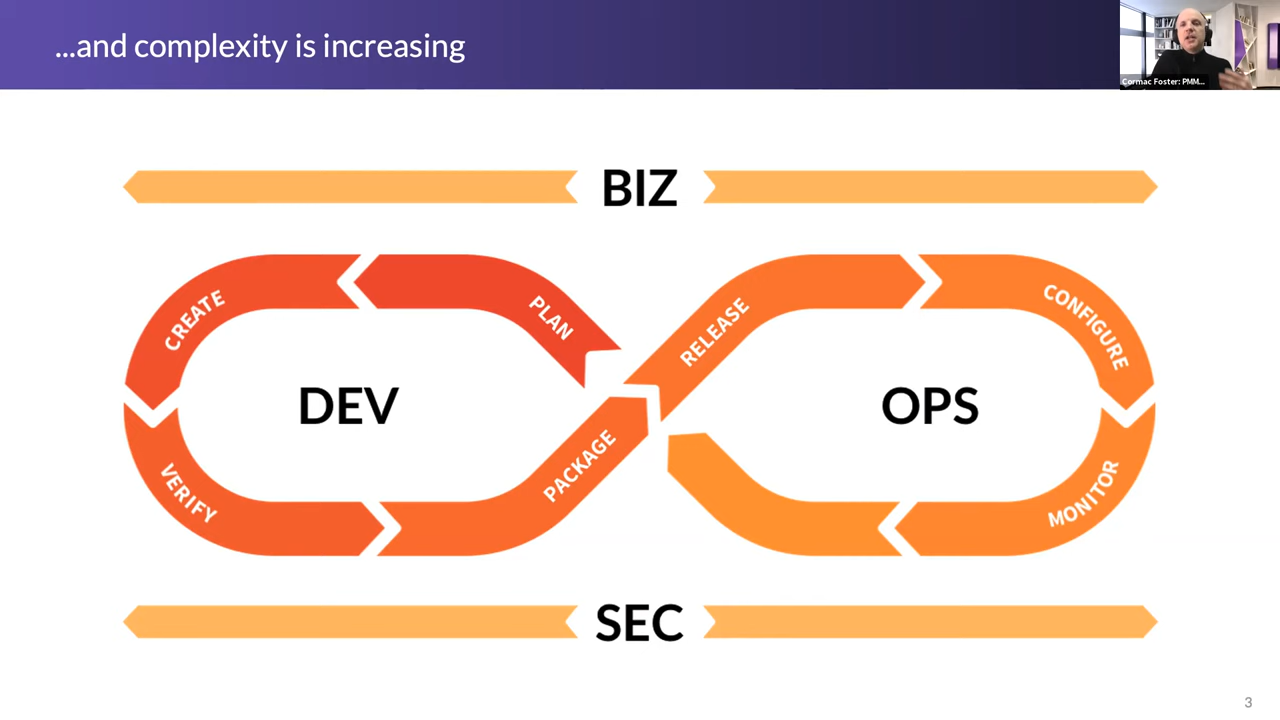 ...and complexity is increasing
Cormac Foster: PMM...
BIZ
CREATE
PLAN
RELEASE
CONFIGURE
DEV
OPS
VERIFY
PACKAGE
MONITOR
SEC
3